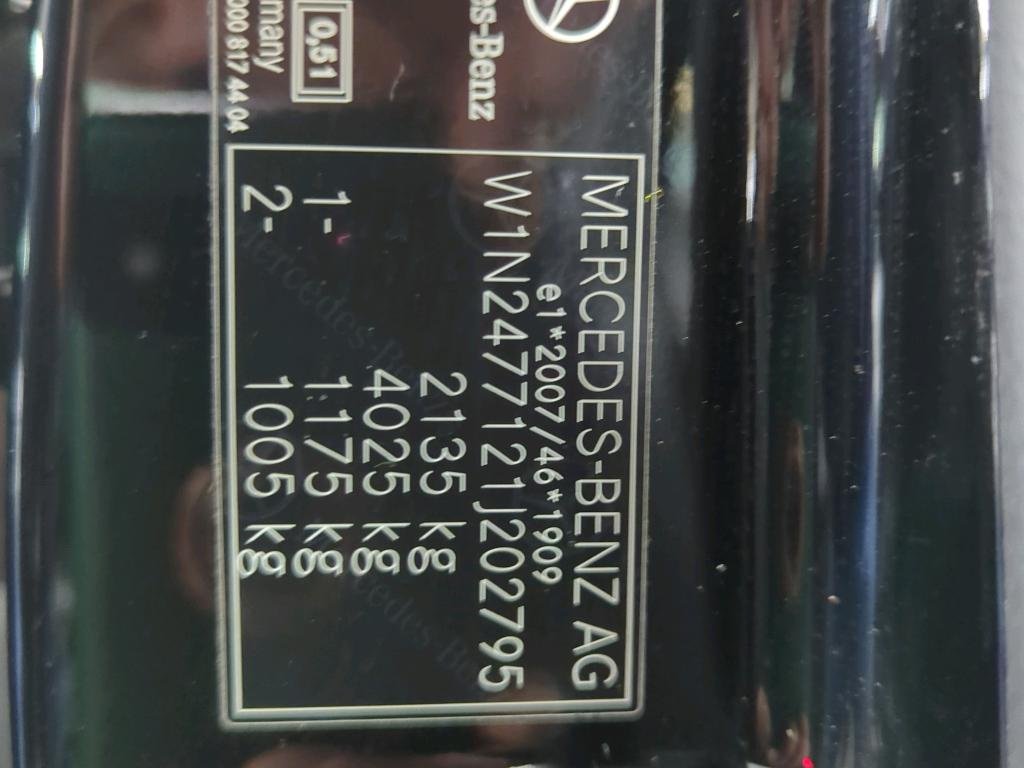 es-Benz
0,51
many
000 817 44 04
MERCEDES-BENZ AG
e1*2007/46*1909
W1N2477121J202795
2135 kg
4025 kg
1- 1175 kg
2- 1005 kg